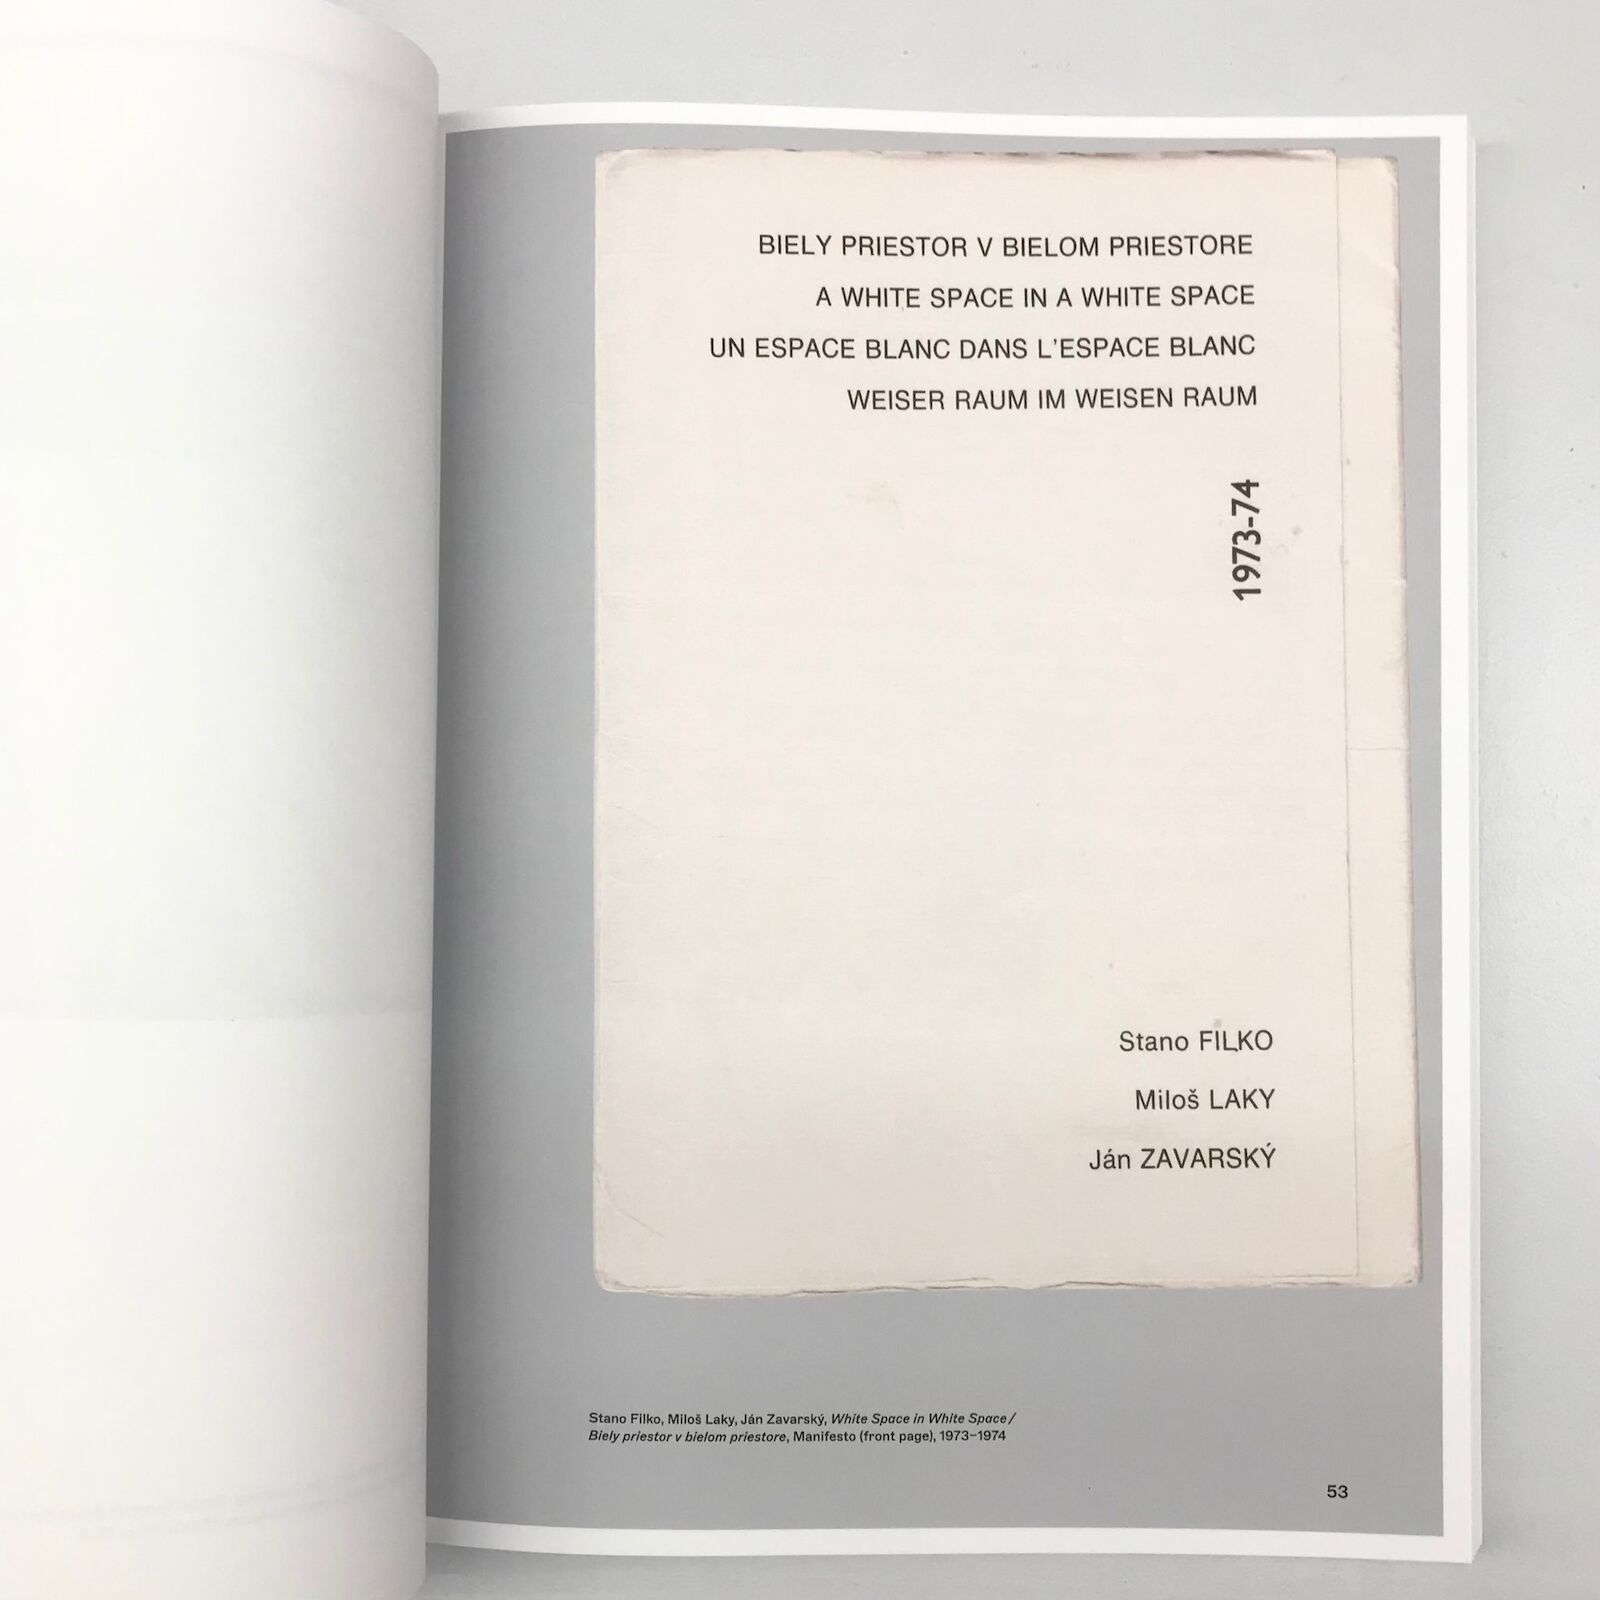 BIELY PRIESTOR V BIELOM PRIESTORE
A WHITE SPACE IN A WHITE SPACE
UN ESPACE BLANC DANS L'ESPACE BLANC
WEISER RAUM IM WEISEN RAUM
1973-74
Stano FILKO
Miloš LAKY
Ján ZAVARSKÝ
Stano Filko, Miloš Laky, Ján Zavarský, White Space in White Space /
Biely priestor v bielom priestore, Manifesto (front page), 1973–1974
53